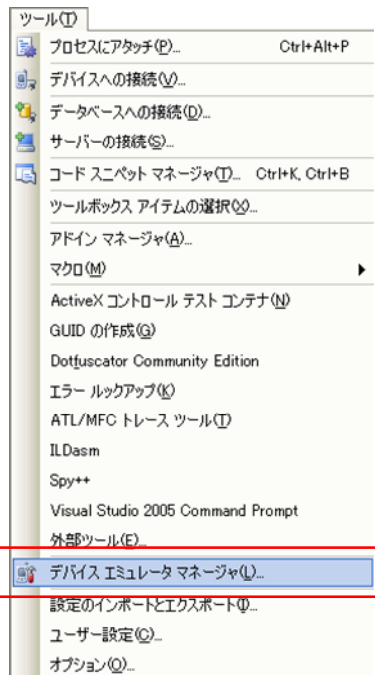 ツール(T)
プロセスにアタッチ(P)... Ctrl+Alt+P
デバイスへの接続(V)...
データベースへの接続(D)...
サーバーの接続(S)...
コード スニペット マネージャ(T)... Ctrl+K, Ctrl+B
ツールボックス アイテムの選択(X)...
アドイン マネージャ(A)...
マクロ(M)
ActiveX コントロール テスト コンテナ(N)
GUID の作成(G)
Dotfuscator Community Edition
エラー ルックアップ(K)
ATL/MFC トレース ツール(T)
ILDasm
Spy++
Visual Studio 2005 Command Prompt
外部ツール(E)...
デバイス エミュレータ マネージャ(L)...
設定のインポートとエクスポート(I)...
ユーザー設定(C)...
オプション(O)...